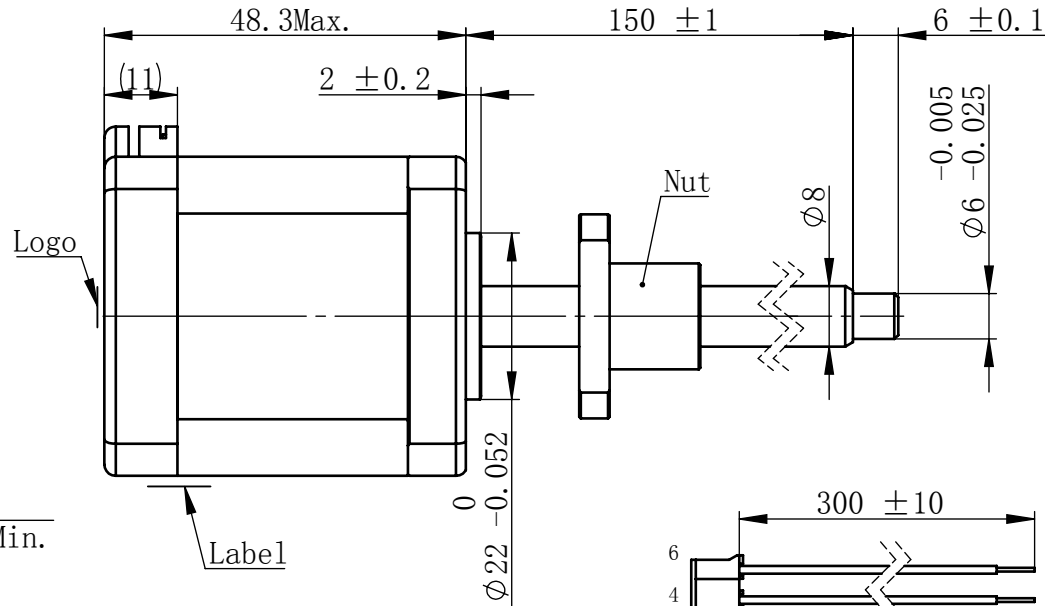 48.3Max.
150 ±1
6 ±0.1
(11)
2 ±0.2
-0.005
ϕ6 -0.025
Nut
ϕ8
Logo
0
ϕ22 -0.052
300 ±10
Min.
Label
6
4